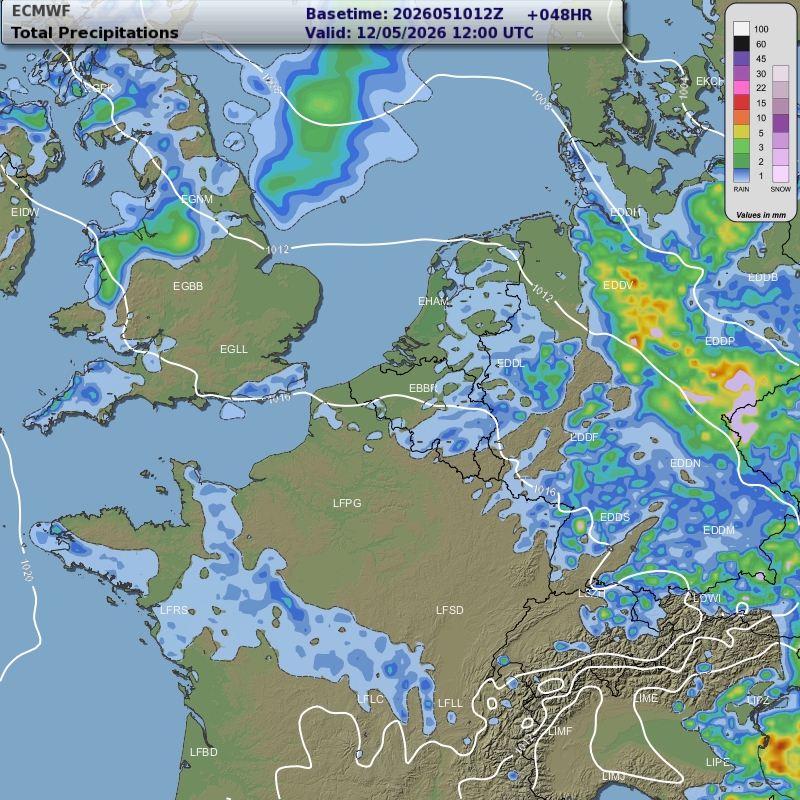 ECMWF
Basetime: 2026051012Z +048HR
Total Precipitations
Valid: 12/05/2026 12:00 UTC
100
60
45
30
22
15
10
5
3
2
1
RAIN SNOW
Values in mm
1008
1008
EGNM
EIDW
EDDH
1012
EDDB
EDDV
EGBB
1012
EHAM
EDDP
EGLL
EDDL
EBBR
1016
EDDF
EDDN
1016
LFPG
EDDS
EDDM
1020
LFRS
LFSD
LOWI
LFLC
LFLL
LIME
LIPZ
LIMF
LFBD
LIPE
LIMJ